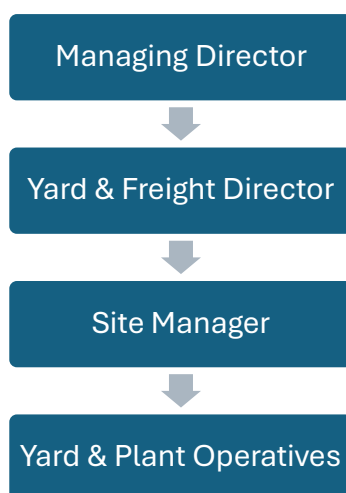 Managing Director
Yard & Freight Director
Site Manager
Yard & Plant Operatives